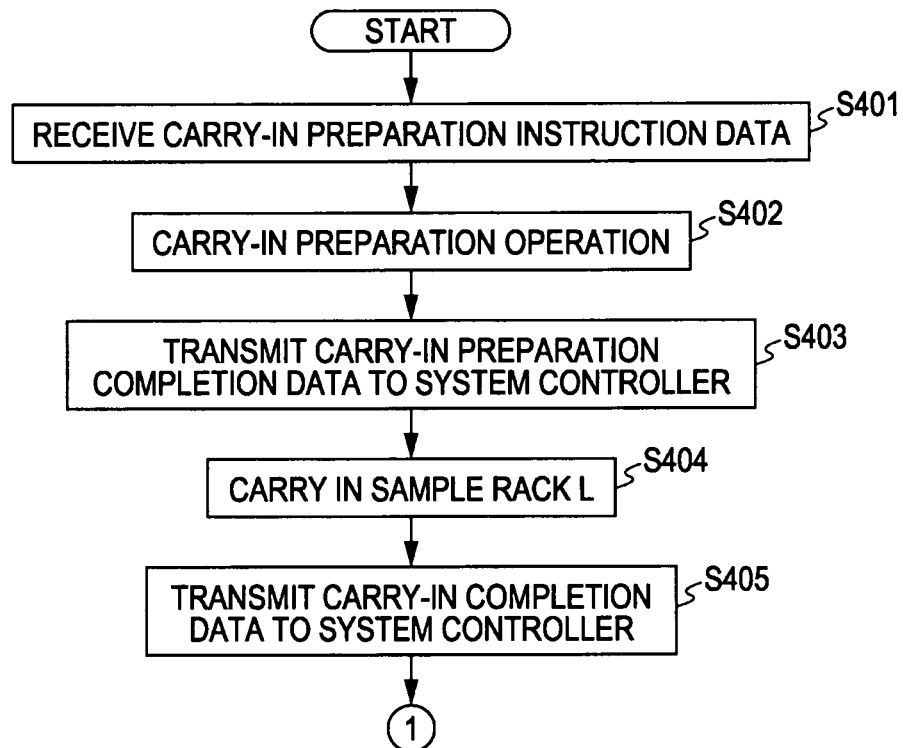 START
S401
RECEIVE CARRY-IN PREPARATION INSTRUCTION DATA
S402
CARRY-IN PREPARATION OPERATION
S403
TRANSMIT CARRY-IN PREPARATION
COMPLETION DATA TO SYSTEM CONTROLLER
S404
CARRY IN SAMPLE RACK L
S405
TRANSMIT CARRY-IN COMPLETION
DATA TO SYSTEM CONTROLLER
1